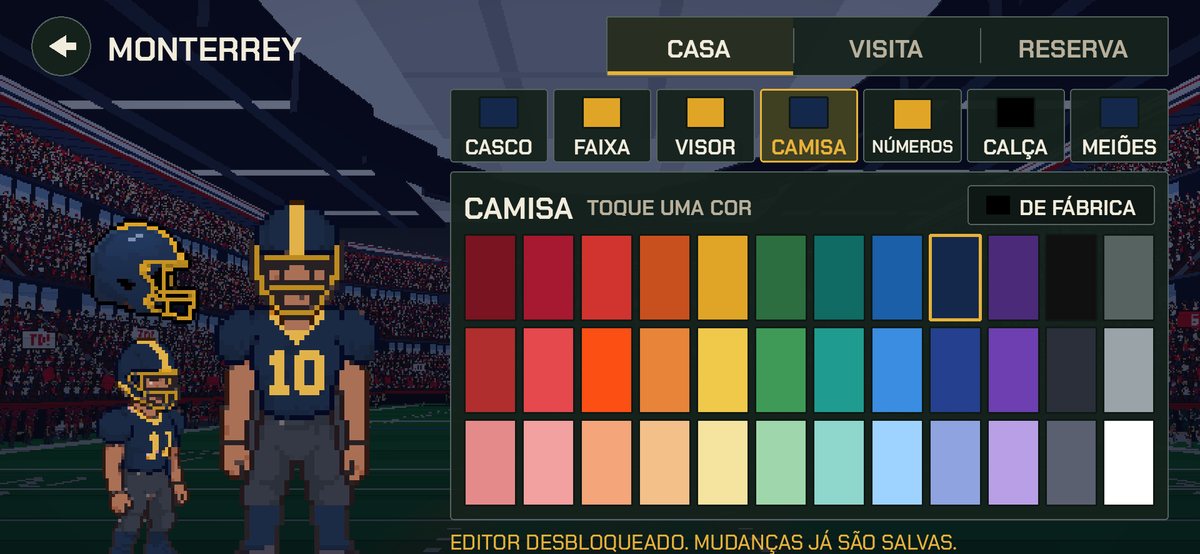 MONTERREY
CASA VISITA RESERVA
CASCO FAIXA VISOR CAMISA NÚMEROS CALÇA MEIÕES
CAMISA TOQUE UMA COR DE FÁBRICA
TD!
10
EDITOR DESBLOQUEADO. MUDANÇAS JÁ SÃO SALVAS.